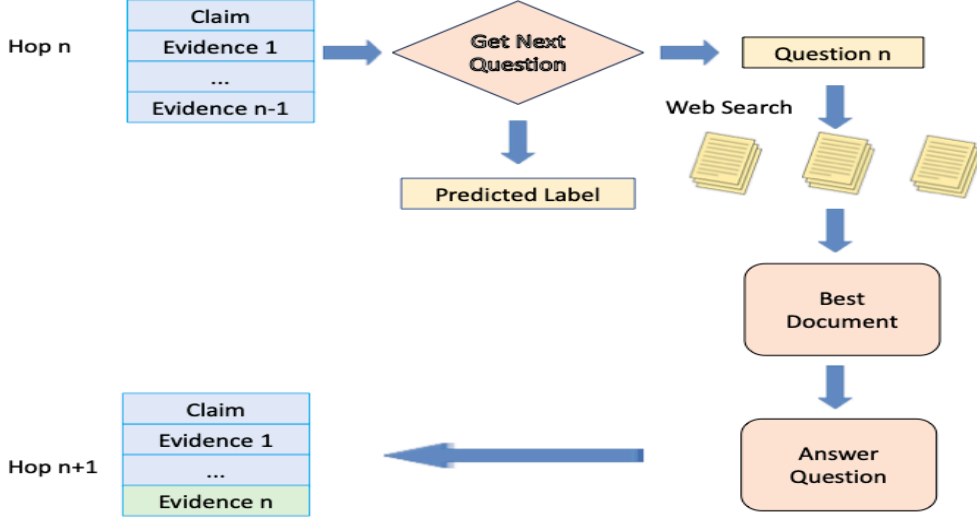 Hop n
Claim
Evidence 1
...
Evidence n-1
Get Next
Question
Question n
Web Search
Predicted Label
Best
Document
Answer
Question
Hop n+1
Claim
Evidence 1
...
Evidence n